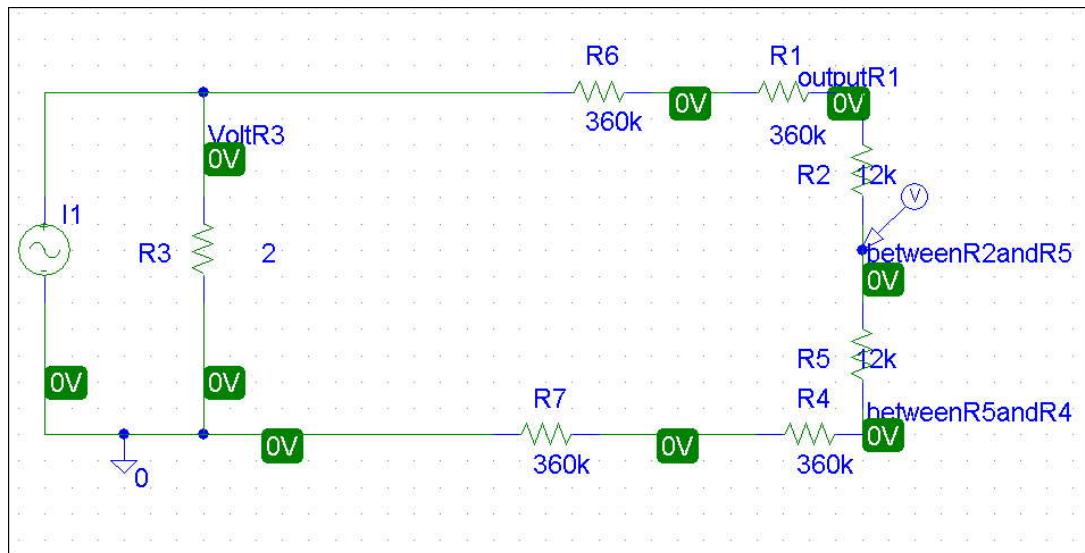 R6
R1
outputR1
0V
0V
360k
360k
VoltR3
0V
R2
12k
V
I1
+
-
R3
2
betweenR2andR5
0V
R5
12k
0V
0V
R7
R4
betweenR5andR4
0V
0V
0V
360k
360k
0